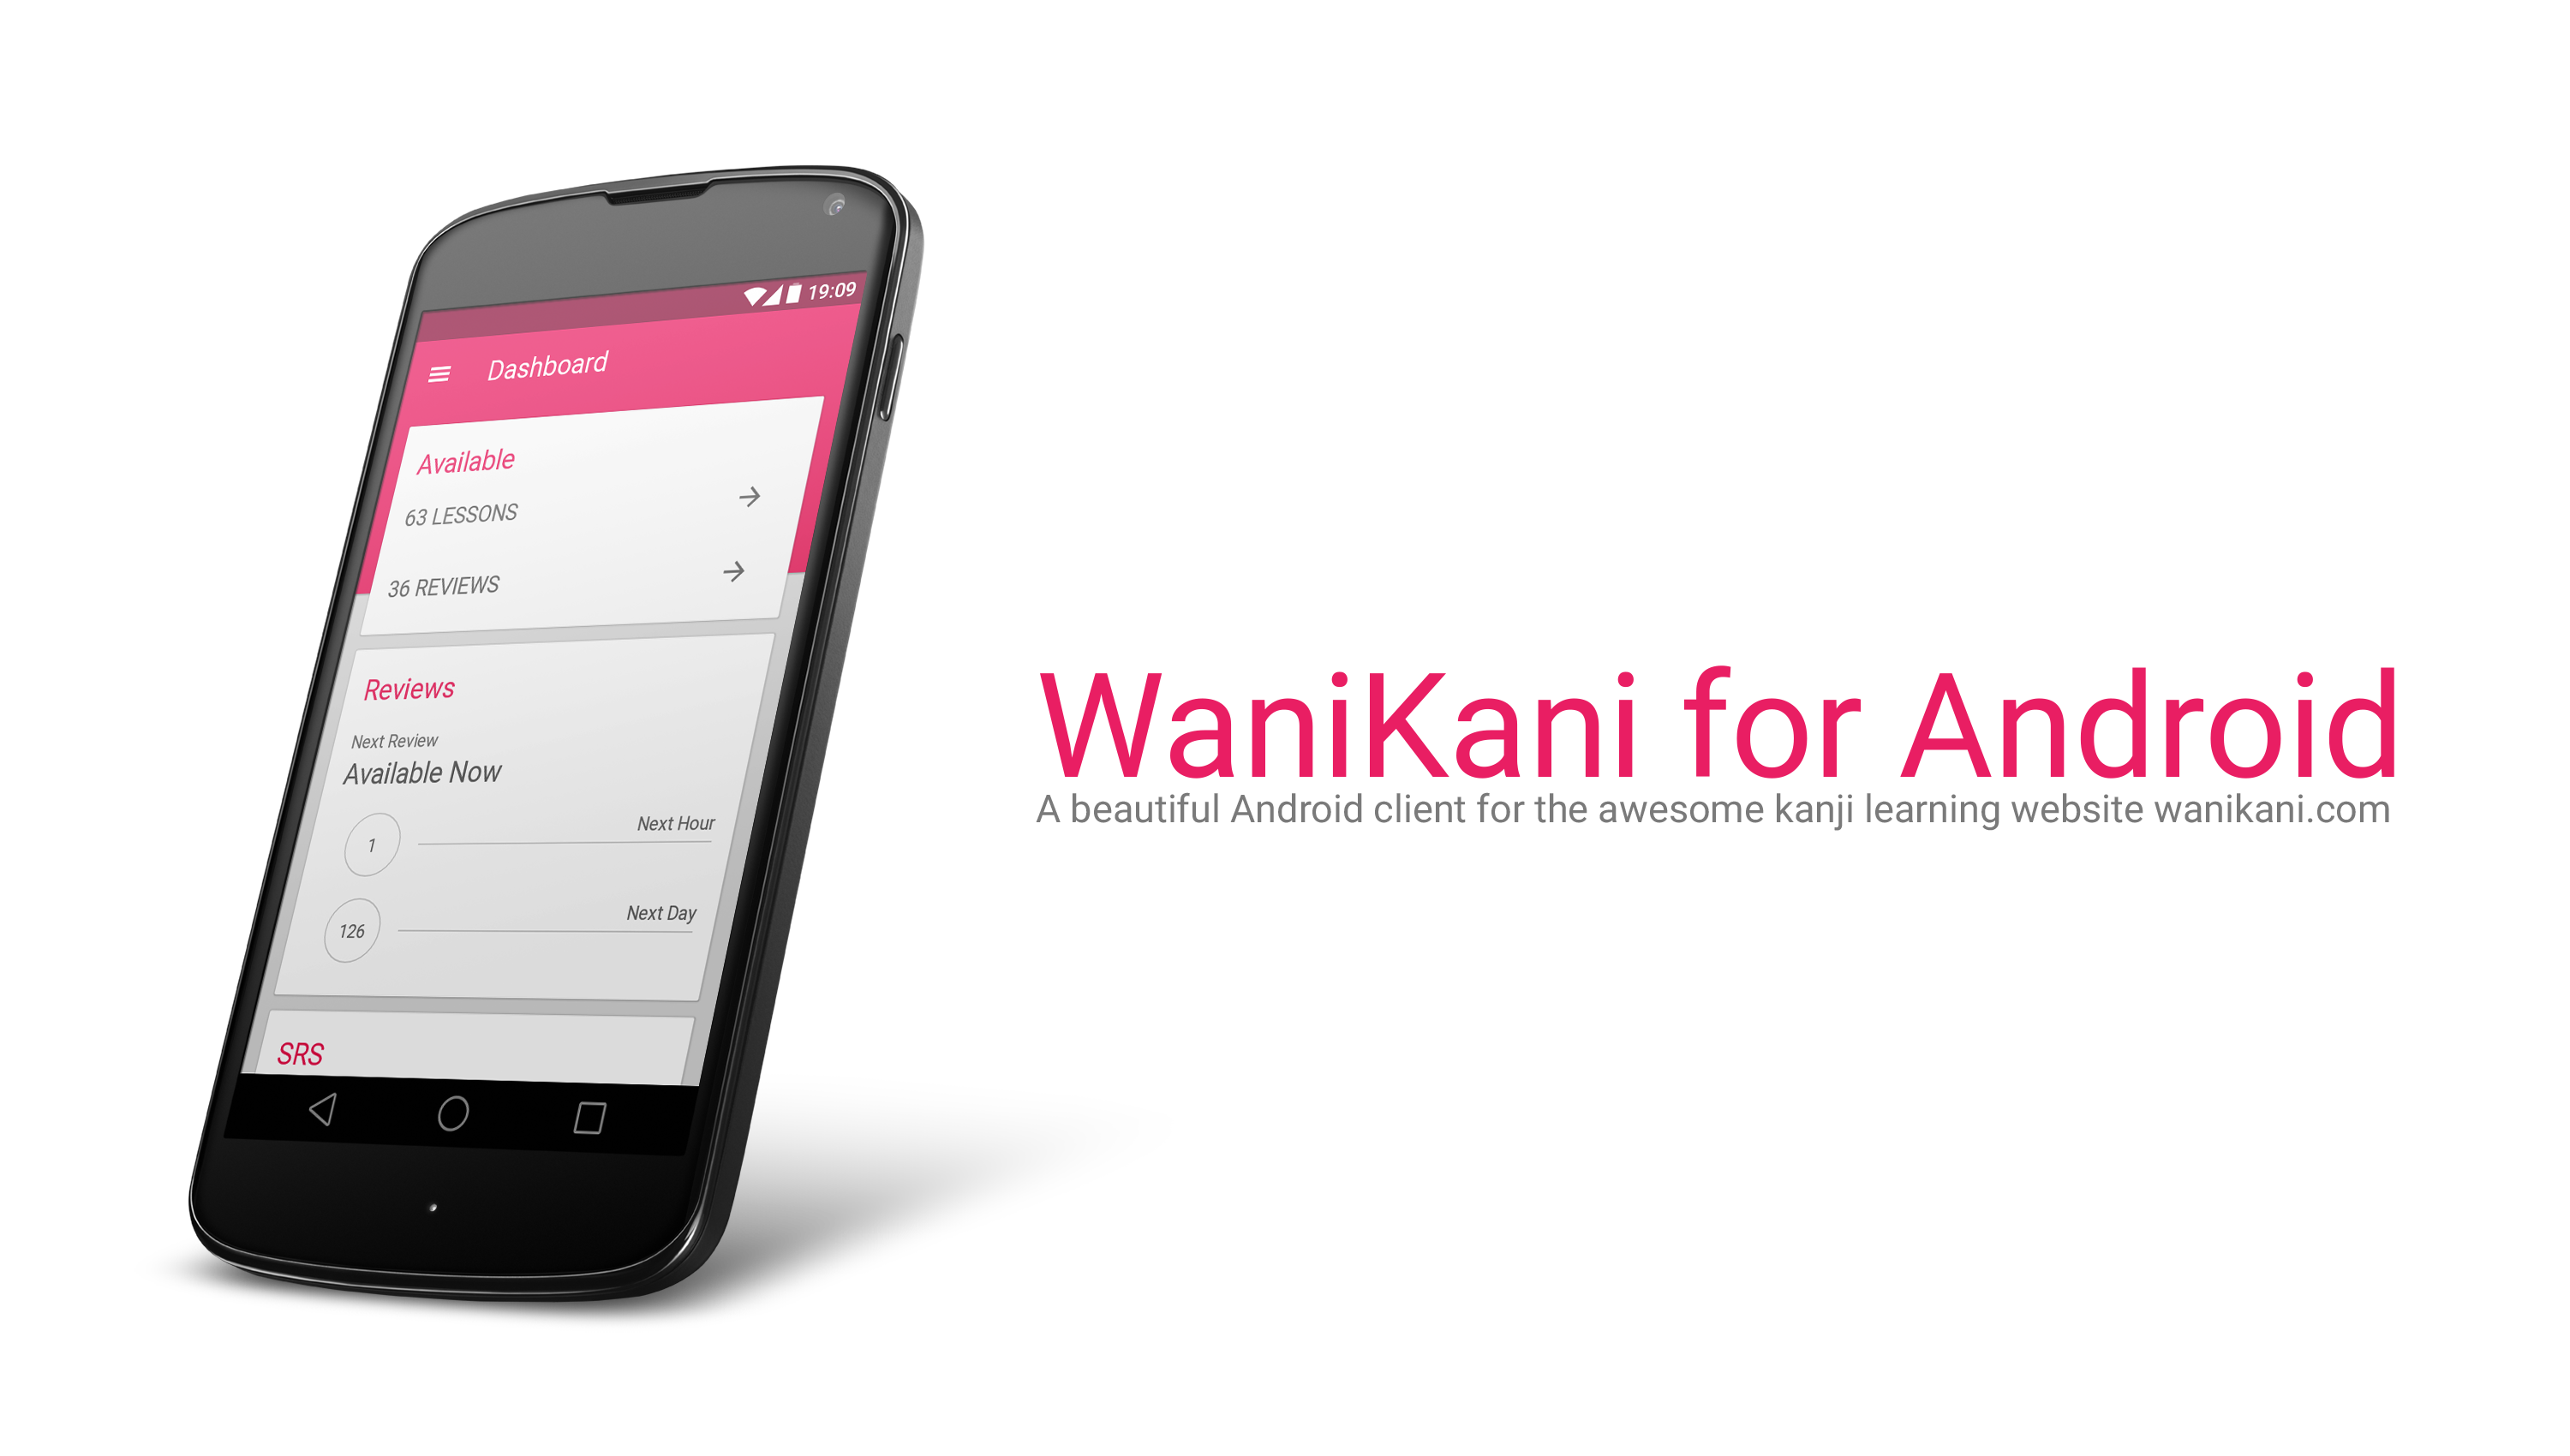 19:09
Dashboard
Available
63 LESSONS
36 REVIEWS
Reviews
Next Review
Available Now
Next Hour
1
Next Day
126
SRS
WaniKani for Android
A beautiful Android client for the awesome kanji learning website wanikani.com